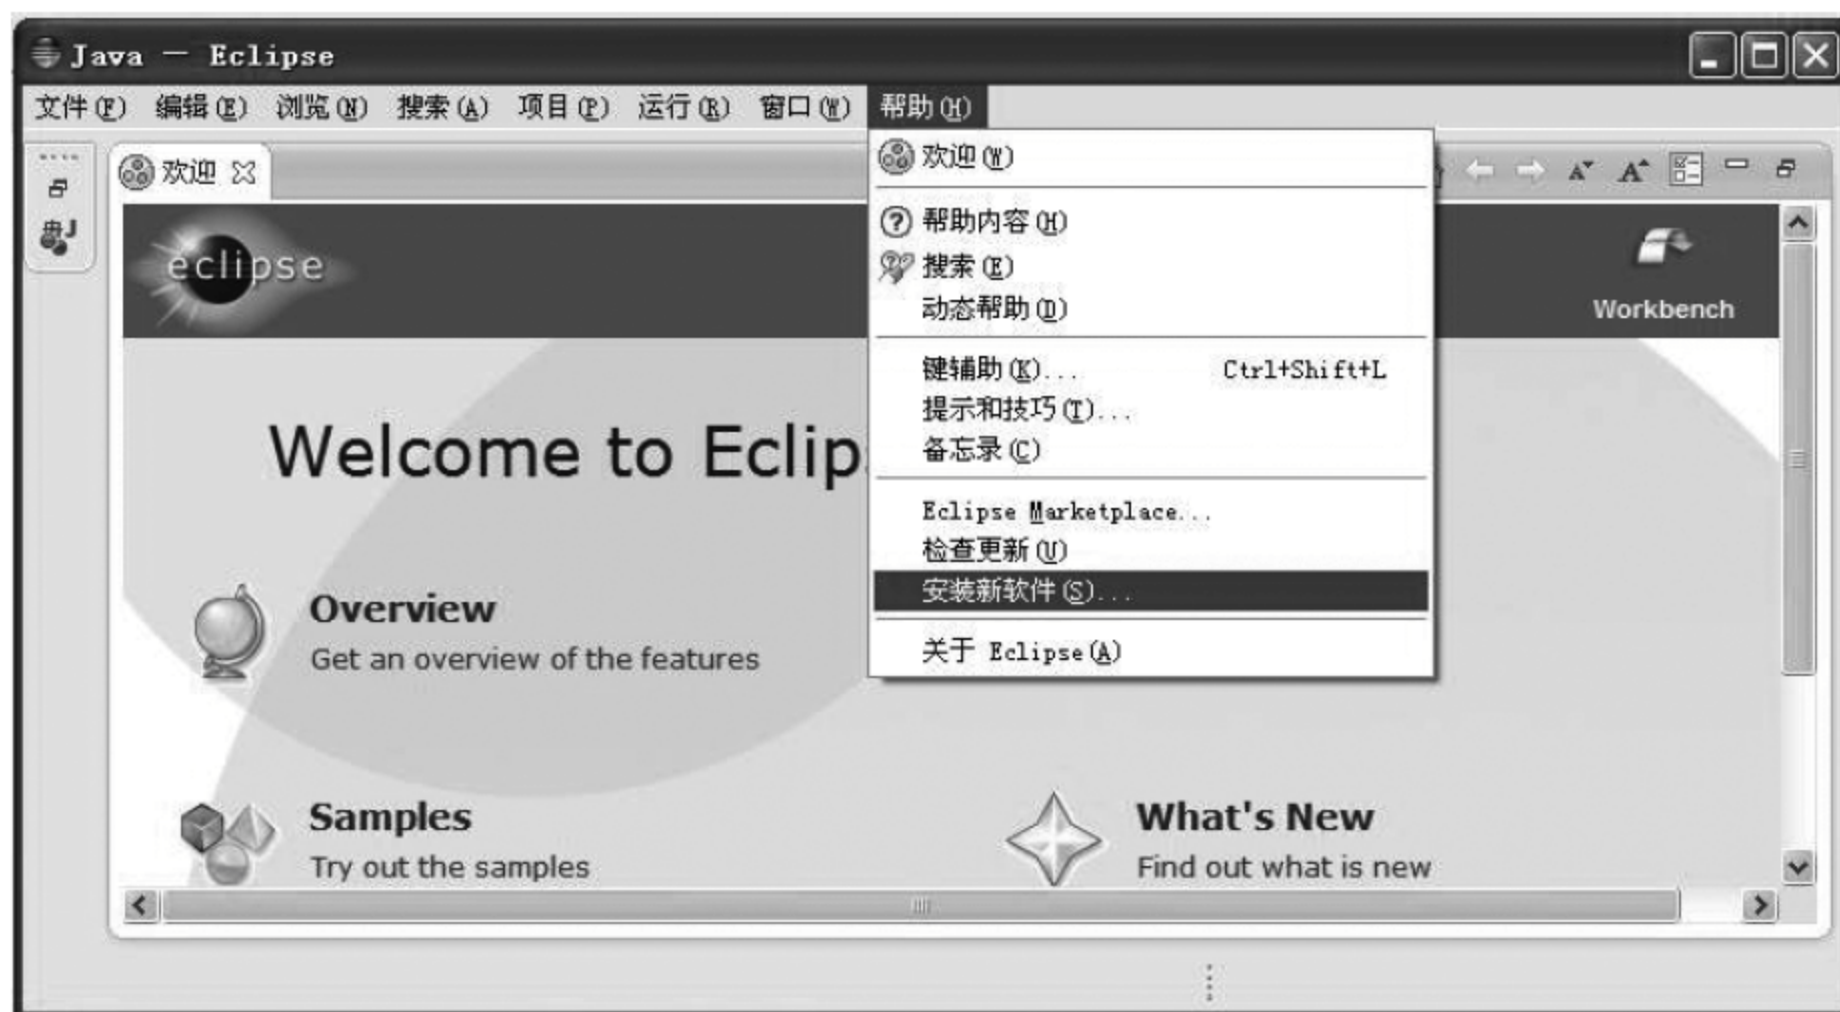 Java — Eclipse
文件(F) 编辑(E) 浏览(N) 搜索(A) 项目(P) 运行(R) 窗口(W) 帮助(H)
欢迎
欢迎(W)
帮助内容(H)
搜索(E)
动态帮助(D)
键辅助(K)... Ctrl+Shift+L
提示和技巧(T)...
备忘录(C)
Eclipse Marketplace...
检查更新(U)
安装新软件(S)...
关于 Eclipse(A)
eclipse
Workbench
Welcome to Eclip
Overview
Get an overview of the features
Samples
Try out the samples
What's New
Find out what is new